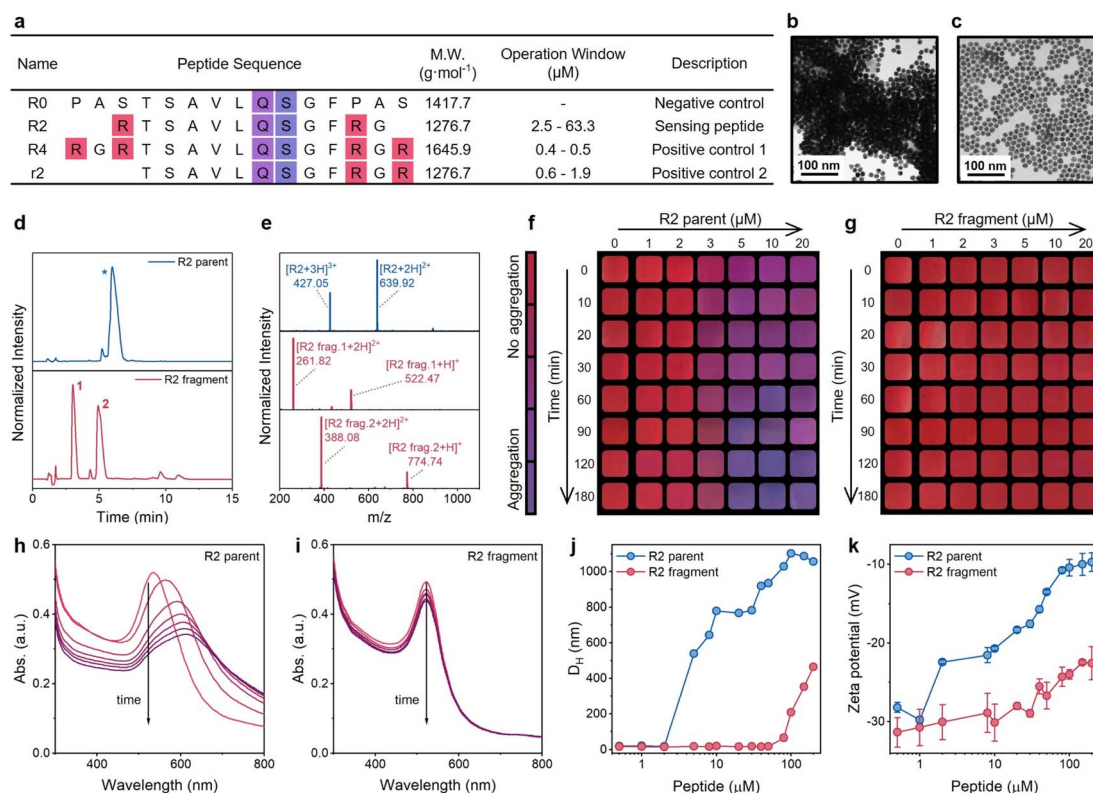 a
Name Peptide Sequence M.W. (g·mol⁻¹) Operation Window (µM) Description
R0 P A S T S A V L Q S G F P A S 1417.7 - Negative control
R2 R T S A V L Q S G F R G 1276.7 2.5 - 63.3 Sensing peptide
R4 R G R T S A V L Q S G F R G R 1645.9 0.4 - 0.5 Positive control 1
r2 T S A V L Q S G F R G R 1276.7 0.6 - 1.9 Positive control 2
b
100 nm
c
100 nm
d
R2 parent
*
R2 fragment
1
2
Normalized Intensity
0 5 10 15
Time (min)
e
[R2+3H]³⁺
427.05
[R2+2H]²⁺
639.92
[R2 frag.1+2H]²⁺
261.82
[R2 frag.1+H]⁺
522.47
[R2 frag.2+2H]²⁺
388.08
[R2 frag.2+H]⁺
774.74
Normalized Intensity
200 400 600 800 1000
m/z
f
No aggregation
Aggregation
R2 parent (µM)
0 1 2 3 5 10 20
Time (min)
0
10
20
30
60
90
120
180
g
R2 fragment (µM)
0 1 2 3 5 10 20
Time (min)
0
10
20
30
60
90
120
180
h
R2 parent
0.6
0.4
0.2
0.0
Abs. (a.u.)
time
400 500 600 700 800
Wavelength (nm)
i
R2 fragment
0.6
0.4
0.2
0.0
Abs. (a.u.)
time
400 500 600 700 800
Wavelength (nm)
j
R2 parent
R2 fragment
1000
800
600
400
200
0
D_H (nm)
1 10 100
Peptide (µM)
k
R2 parent
R2 fragment
-10
-20
-30
Zeta potential (mV)
1 10 100
Peptide (µM)